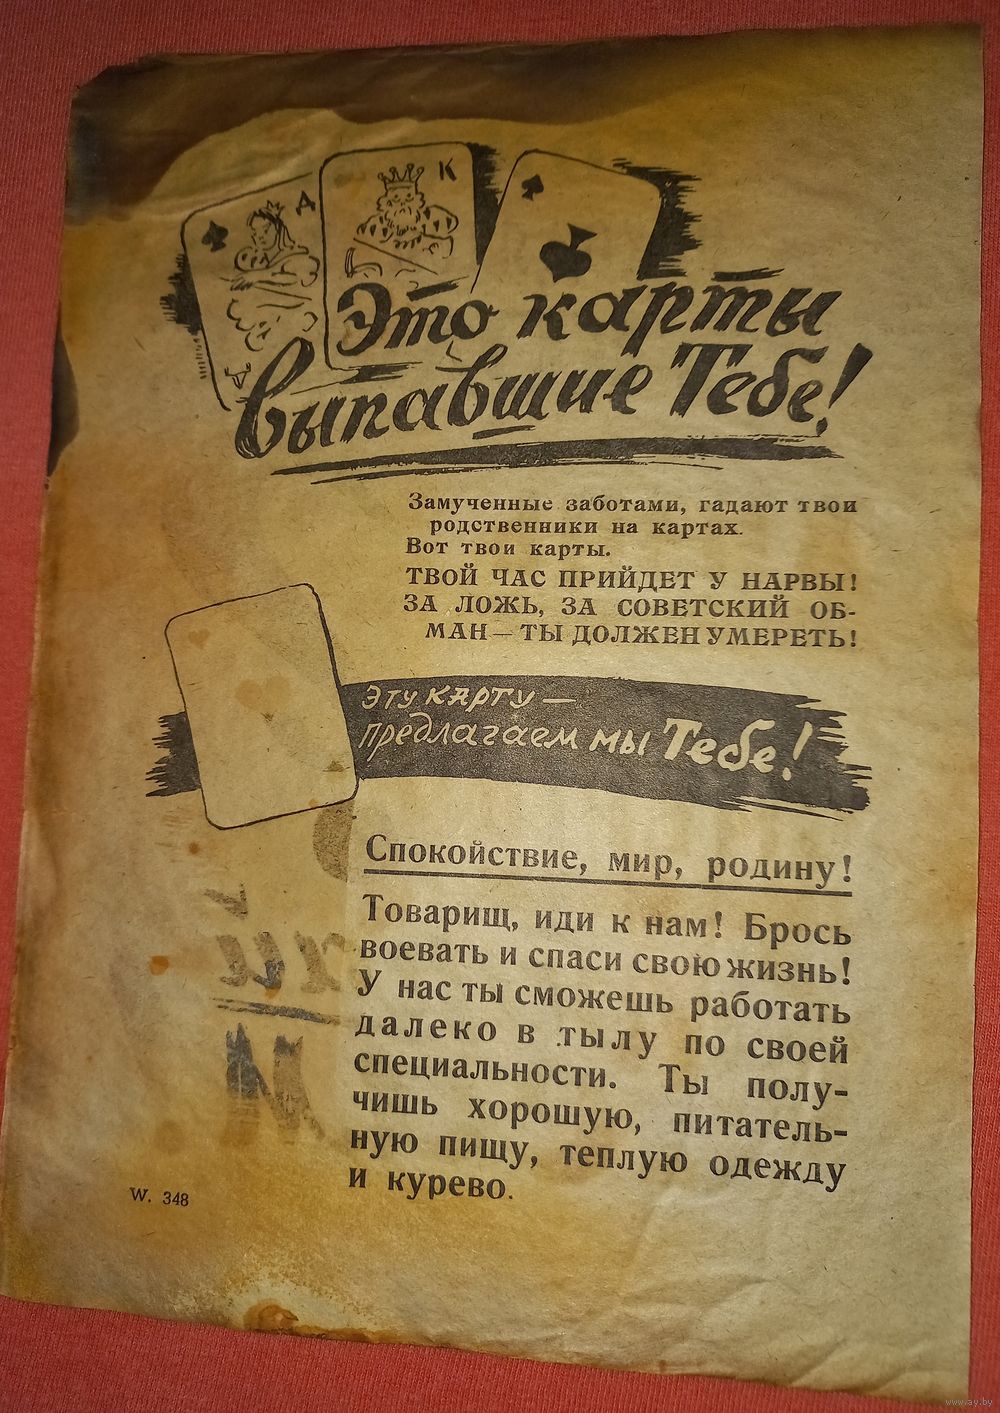 Д
К
Д
Это карты
выпавшие Тебе!
Замученные заботами, гадают твои
родственники на картах.
Вот твои карты.
ТВОЙ ЧАС ПРИЙДЕТ У НАРВЫ!
ЗА ЛОЖЬ, ЗА СОВЕТСКИЙ ОБ-
МАН — ТЫ ДОЛЖЕН УМЕРЕТЬ!
Эту карту —
предлагаем мы Тебе!
Спокойствие, мир, родину!
Товарищ, иди к нам! Брось
воевать и спаси свою жизнь!
У нас ты сможешь работать
далеко в тылу по своей
специальности. Ты полу-
чишь хорошую, питатель-
ную пищу, теплую одежду
и курево.
W. 348
www.ay.by